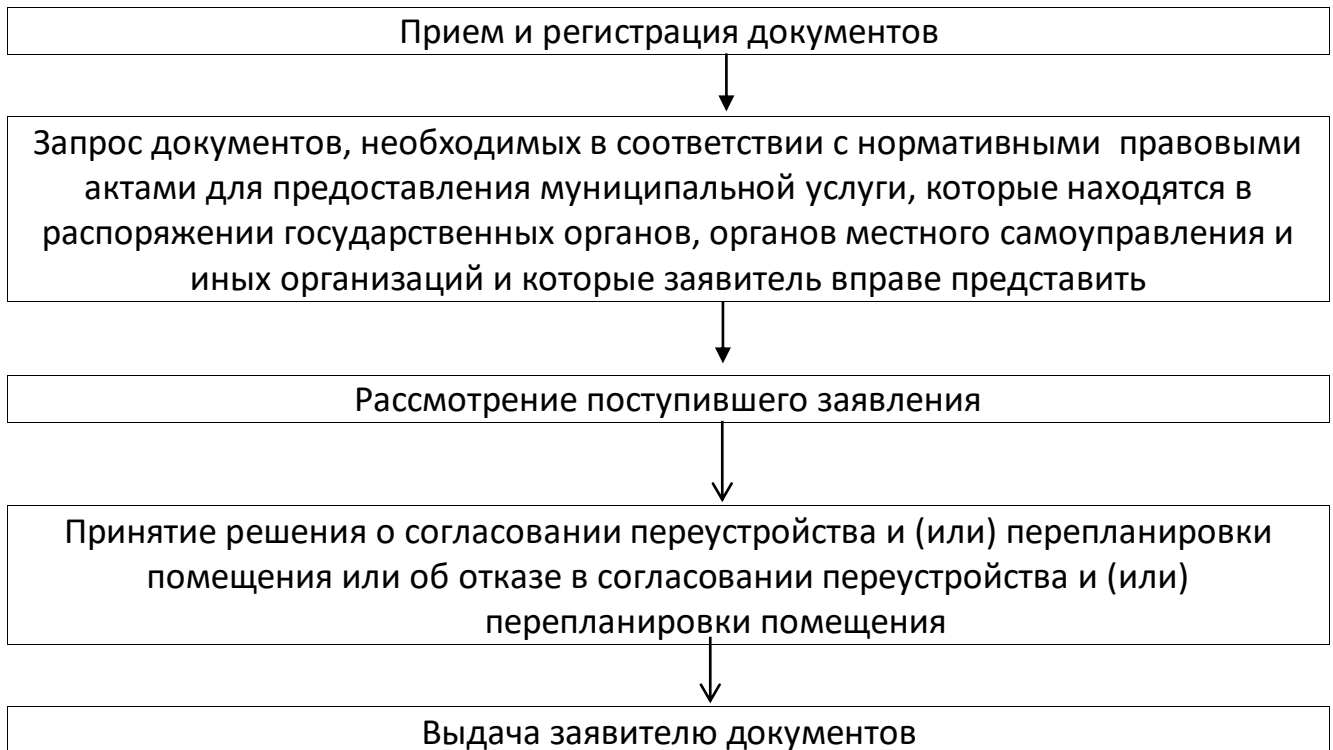 Прием и регистрация документов
Запрос документов, необходимых в соответствии с нормативными  правовыми
актами для предоставления муниципальной услуги, которые находятся в
распоряжении государственных органов, органов местного самоуправления и
иных организаций и которые заявитель вправе представить
Рассмотрение поступившего заявления
Принятие решения о согласовании переустройства и (или) перепланировки
помещения или об отказе в согласовании переустройства и (или)
перепланировки помещения
Выдача заявителю документов